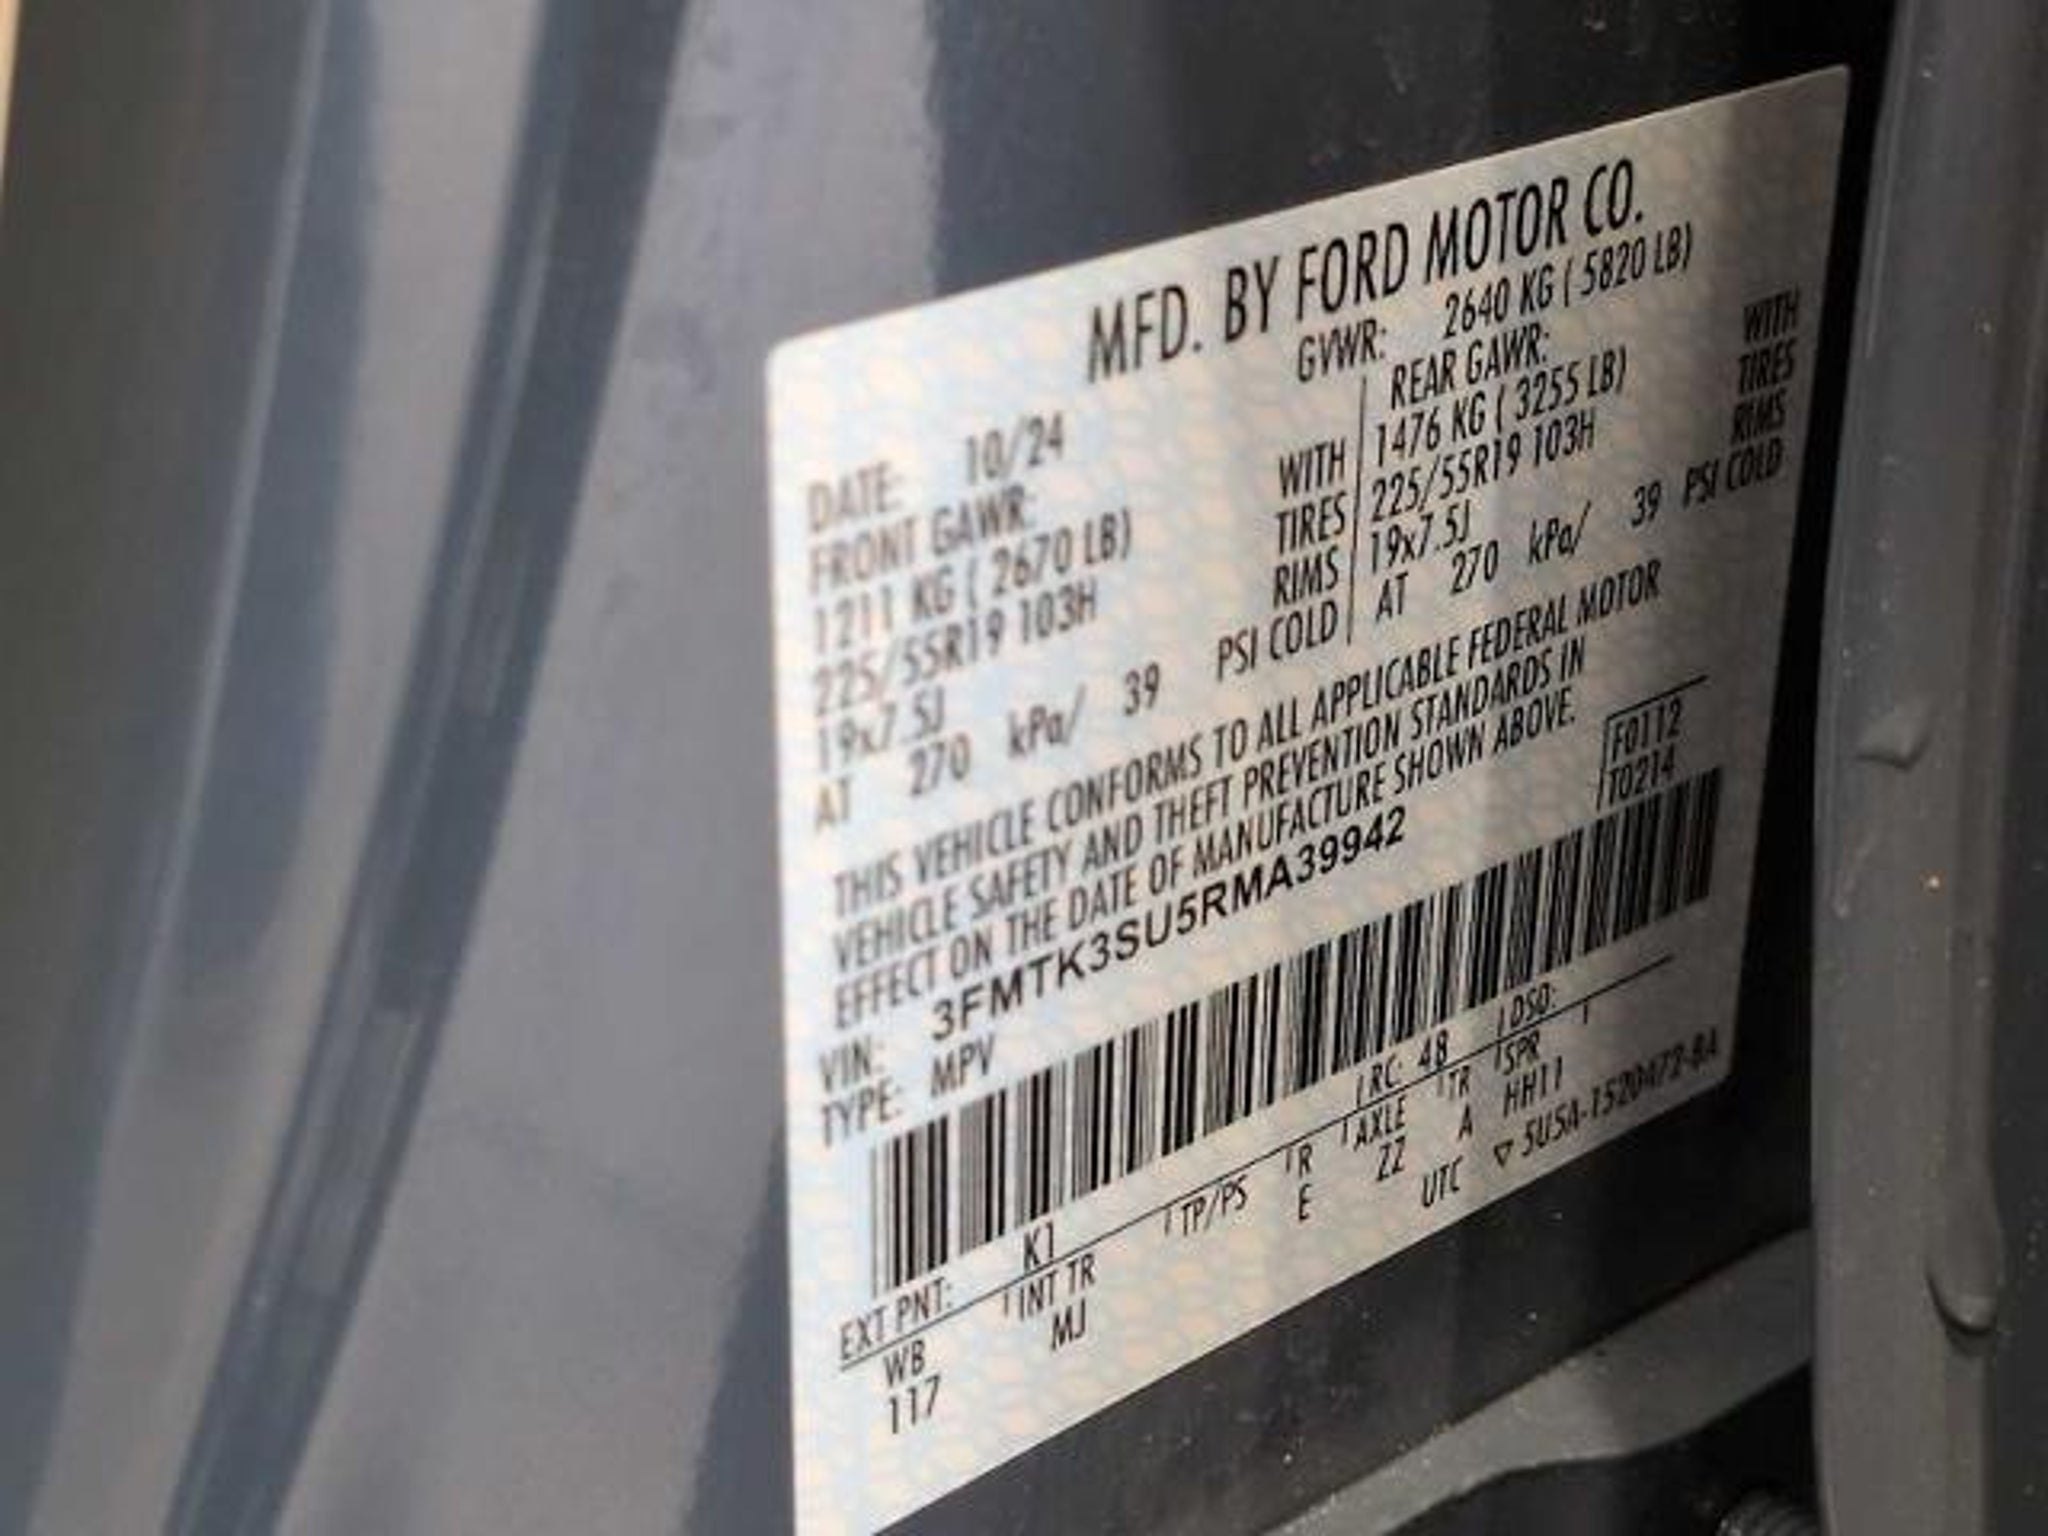 MFD. BY FORD MOTOR CO.
DATE: 10/24 GVWR: 2640 KG ( 5820 LB)
FRONT GAWR: REAR GAWR:
1211 KG ( 2670 LB) WITH 1476 KG ( 3255 LB) WITH
225/55R19 103H TIRES 225/55R19 103H TIRES
19x7.5J RIMS 19x7.5J RIMS
AT 270 kPa/ 39 PSI COLD AT 270 kPa/ 39 PSI COLD
THIS VEHICLE CONFORMS TO ALL APPLICABLE FEDERAL MOTOR
VEHICLE SAFETY AND THEFT PREVENTION STANDARDS IN
EFFECT ON THE DATE OF MANUFACTURE SHOWN ABOVE.
VIN: 3FMTK3SU5RMA39942 F0112
TYPE: MPV T0214
EXT PNT: K1 RC: 48 DSO:
WB INT TR TP/PS R AXLE TR SPR
117 MJ E ZZ A HH11
UTC ▽ 5U5A-1520472-BA